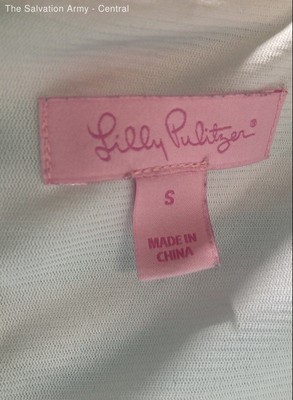 The Salvation Army - Central
Lilly Pulitzer®
S
MADE IN
CHINA